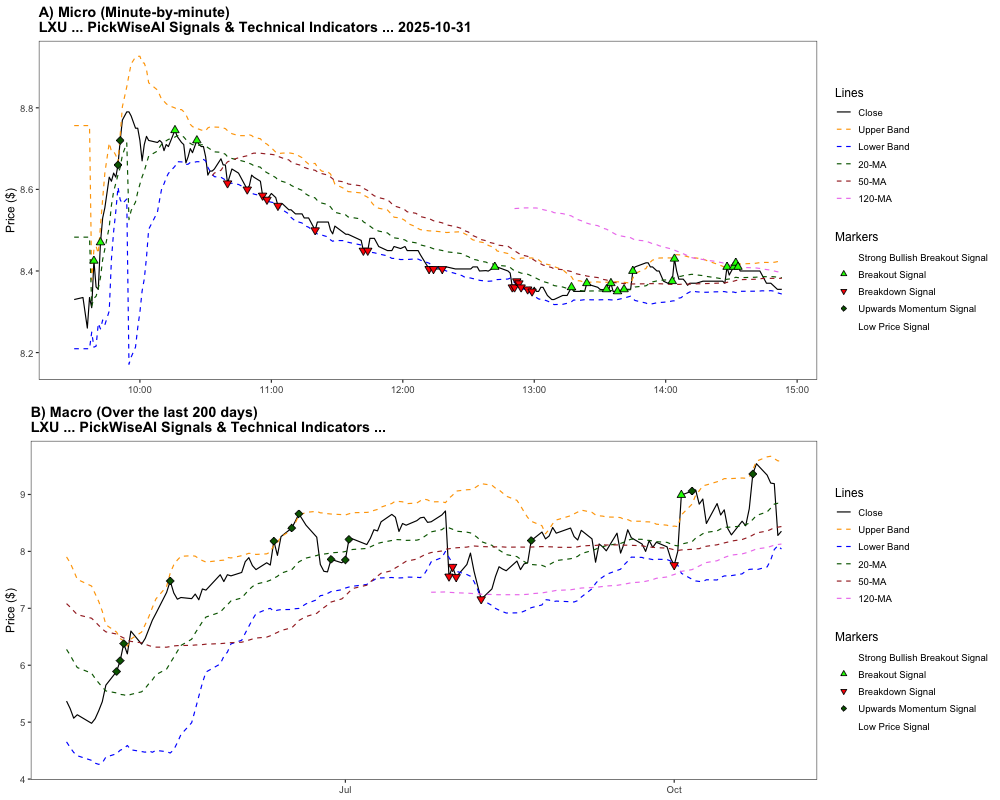 A) Micro (Minute-by-minute)
LXU ... PickWiseAI Signals & Technical Indicators ... 2025-10-31
Price ($)
8.8
8.6
8.4
8.2
10:00
11:00
12:00
13:00
14:00
15:00
Lines
Close
Upper Band
Lower Band
20-MA
50-MA
120-MA
Markers
Strong Bullish Breakout Signal
Breakout Signal
Breakdown Signal
Upwards Momentum Signal
Low Price Signal
B) Macro (Over the last 200 days)
LXU ... PickWiseAI Signals & Technical Indicators ...
Price ($)
9
8
7
6
5
4
Jul
Oct
Lines
Close
Upper Band
Lower Band
20-MA
50-MA
120-MA
Markers
Strong Bullish Breakout Signal
Breakout Signal
Breakdown Signal
Upwards Momentum Signal
Low Price Signal